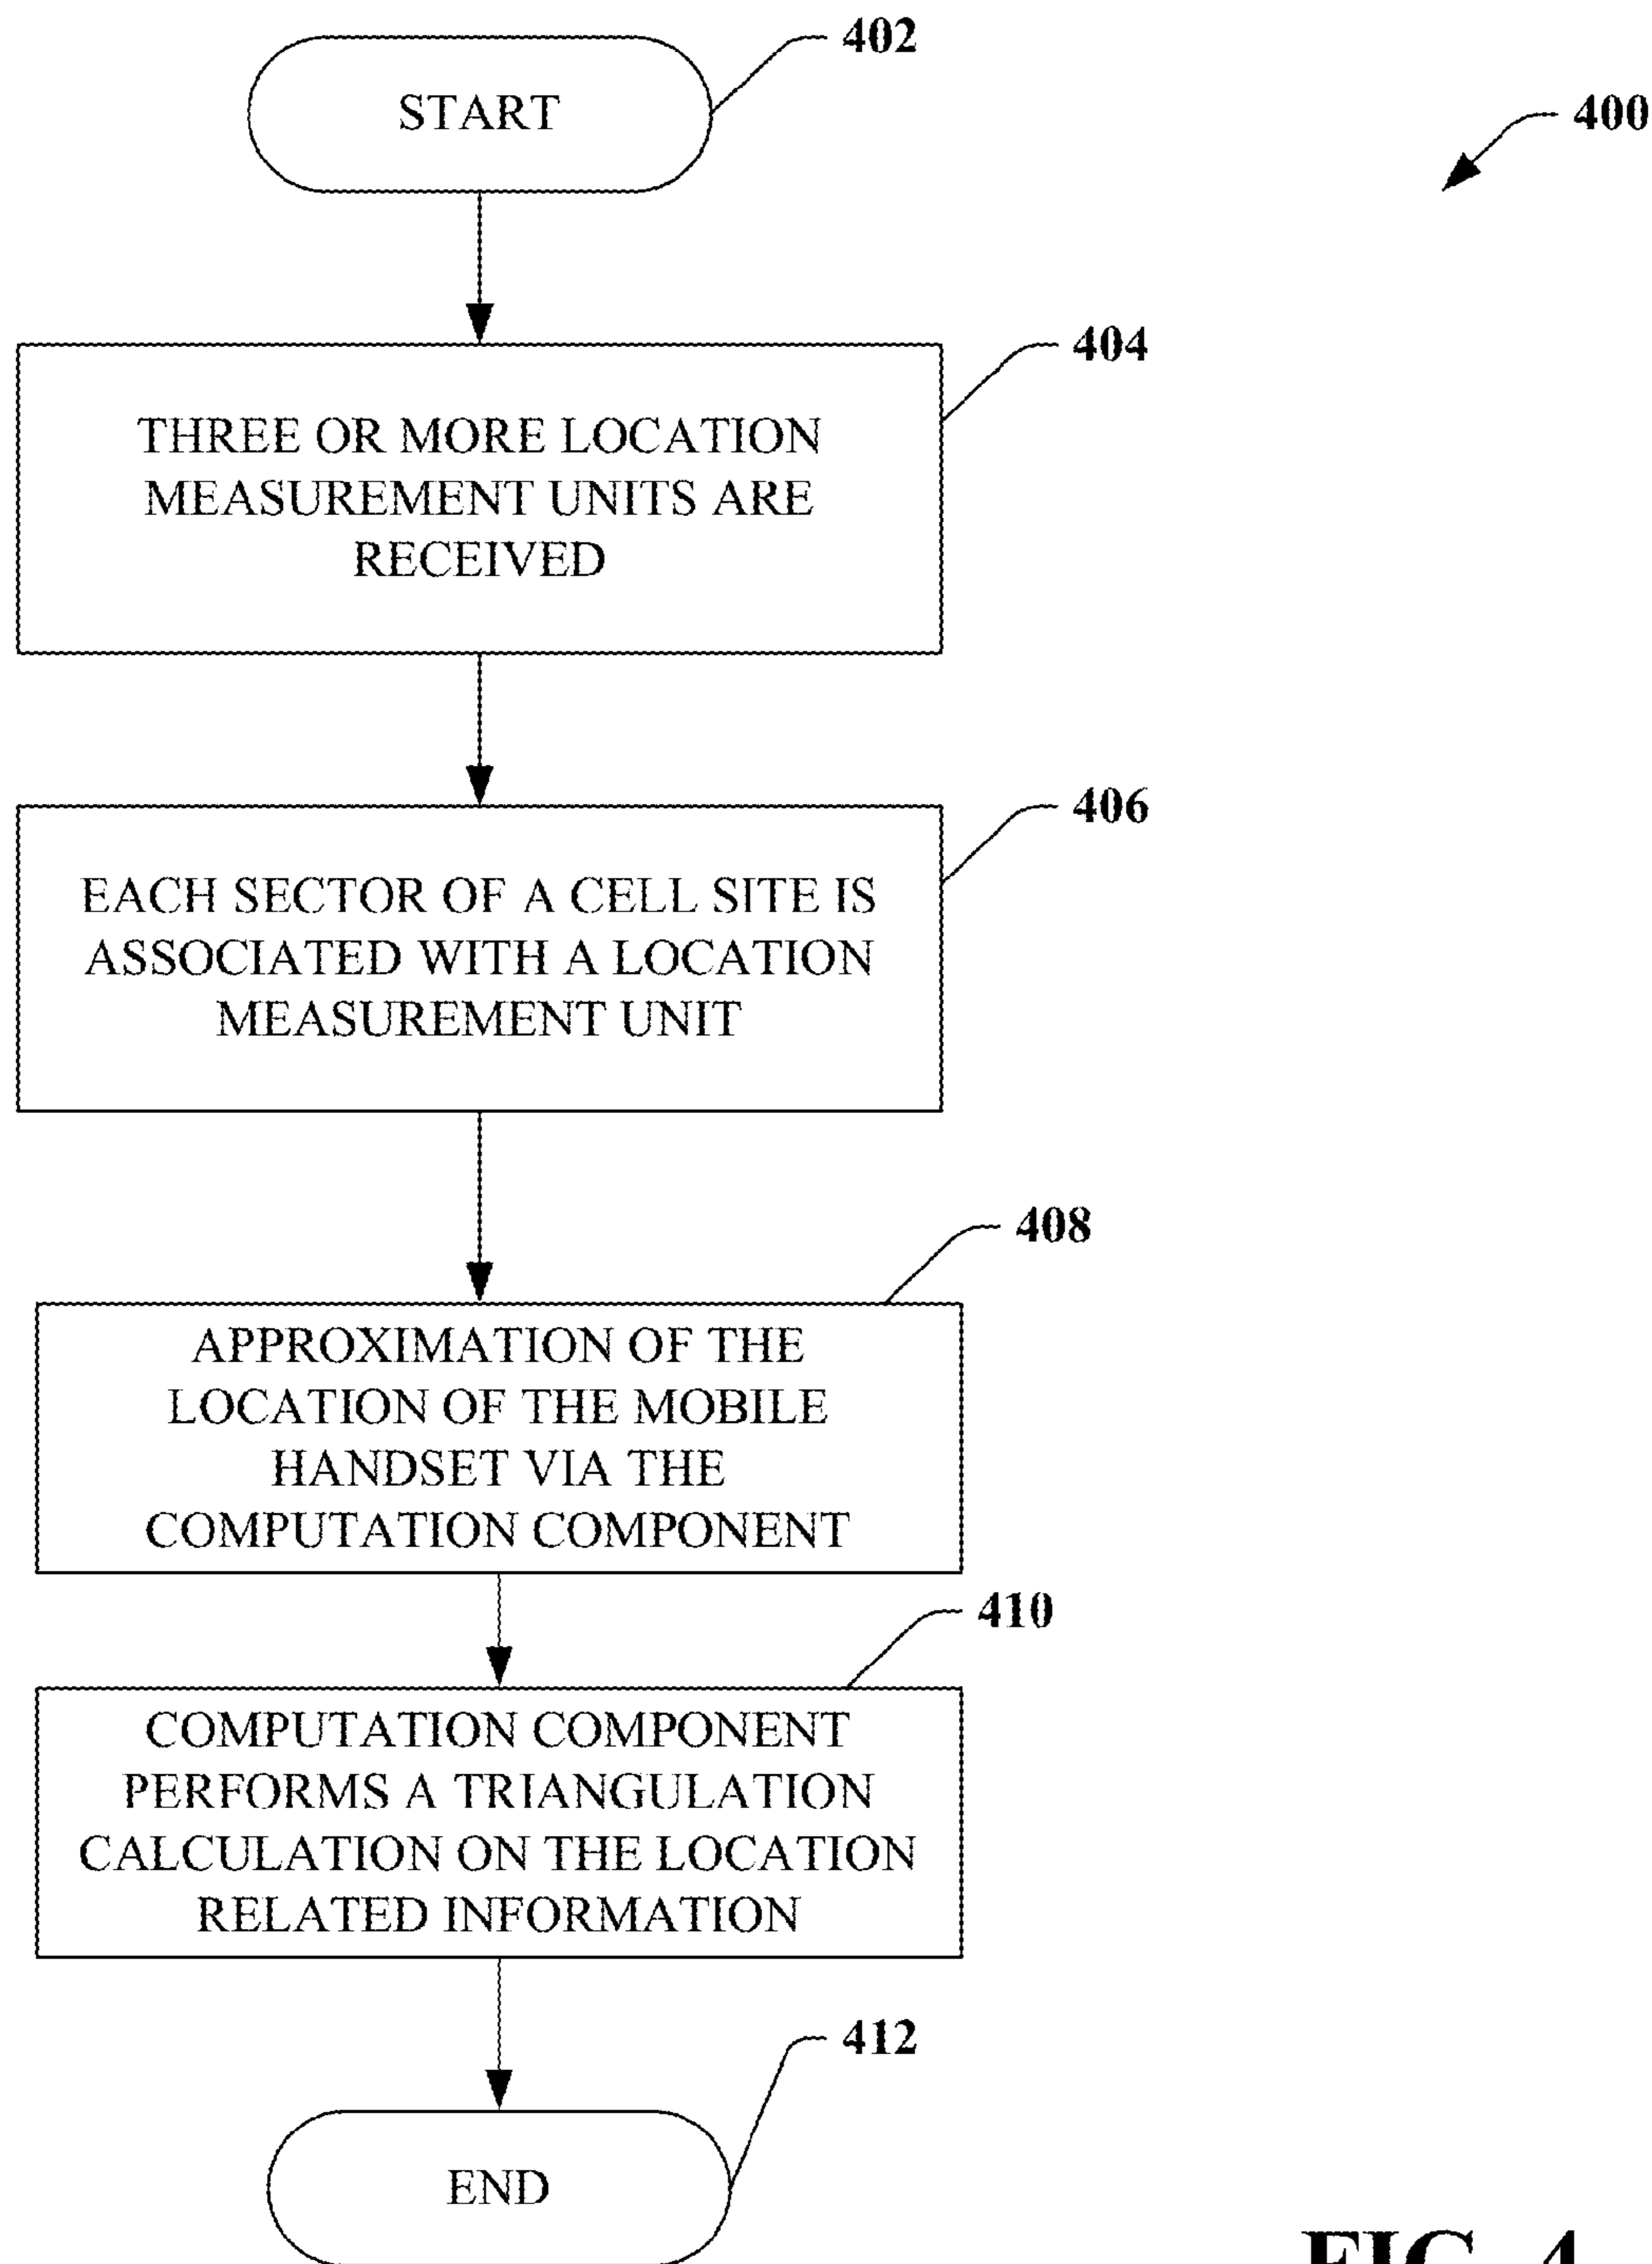 402
START
400
404
THREE OR MORE LOCATION
MEASUREMENT UNITS ARE
RECEIVED
406
EACH SECTOR OF A CELL SITE IS
ASSOCIATED WITH A LOCATION
MEASUREMENT UNIT
408
APPROXIMATION OF THE
LOCATION OF THE MOBILE
HANDSET VIA THE
COMPUTATION COMPONENT
410
COMPUTATION COMPONENT
PERFORMS A TRIANGULATION
CALCULATION ON THE LOCATION
RELATED INFORMATION
412
END
FIG. 4